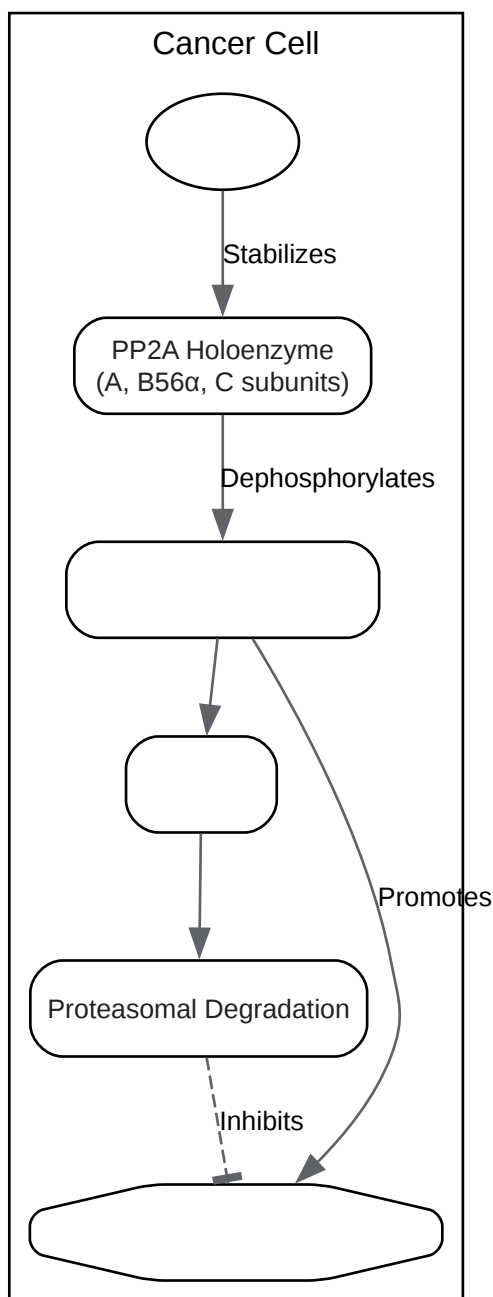 Cancer Cell
Stabilizes
PP2A Holoenzyme
(A, B56α, C subunits)
Dephosphorylates
Promotes
Proteasomal Degradation
Inhibits